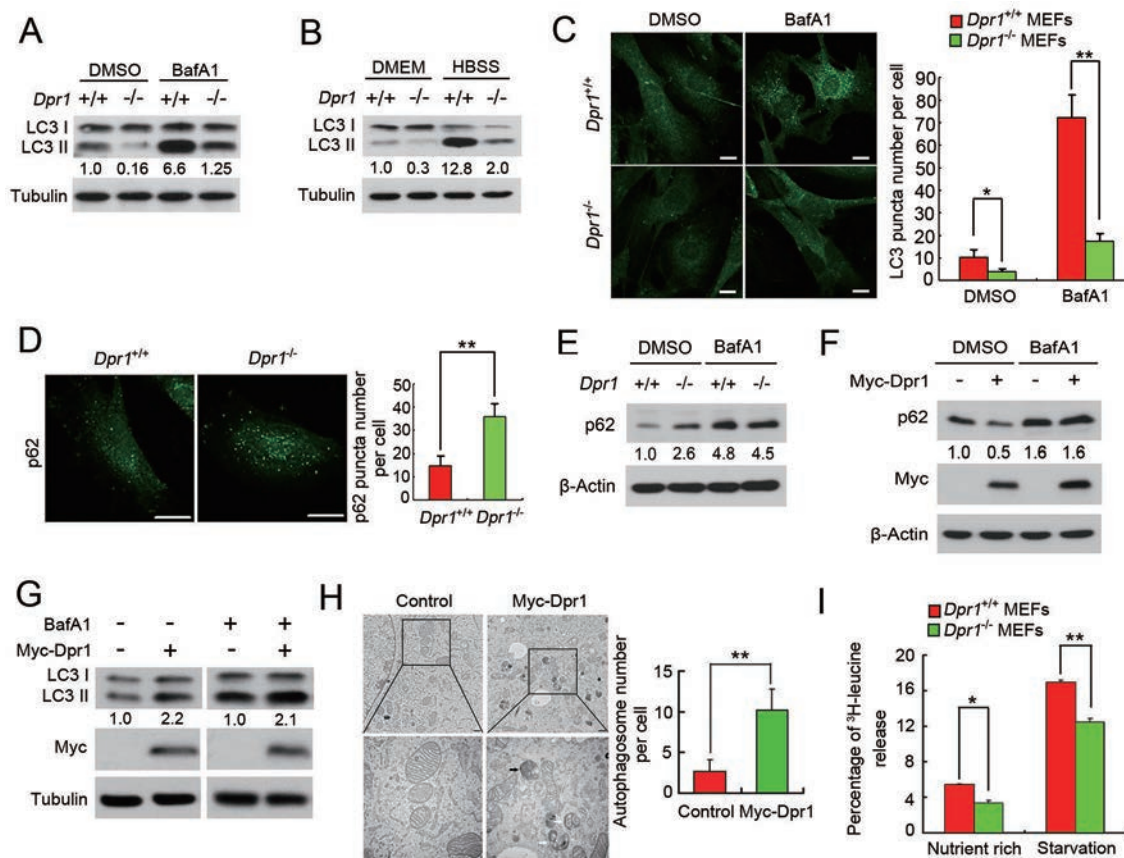 A
DMSO BafA1
Dpr1 +/+ -/- +/+ -/-
LC3 I
LC3 II
1.0 0.16 6.6 1.25
Tubulin
B
DMEM HBSS
Dpr1 +/+ -/- +/+ -/-
LC3 I
LC3 II
1.0 0.3 12.8 2.0
Tubulin
C
DMSO BafA1
Dpr1+/+
Dpr1-/-
Dpr1+/+ MEFs
Dpr1-/- MEFs
LC3 puncta number per cell
90
80
70
60
50
40
30
20
10
0
* **
DMSO BafA1
D
Dpr1+/+ Dpr1-/-
p62
p62 puncta number
per cell
50
40
30
20
10
0
**
Dpr1+/+ Dpr1-/-
E
DMSO BafA1
Dpr1 +/+ -/- +/+ -/-
p62
1.0 2.6 4.8 4.5
β-Actin
F
DMSO BafA1
Myc-Dpr1 - + - +
p62
1.0 0.5 1.6 1.6
Myc
β-Actin
G
BafA1 - - + +
Myc-Dpr1 - + - +
LC3 I
LC3 II
1.0 2.2 1.0 2.1
Myc
Tubulin
H
Control Myc-Dpr1
Autophagosome number
per cell
15
10
5
0
**
Control Myc-Dpr1
I
Dpr1+/+ MEFs
Dpr1-/- MEFs
Percentage of ³H-leucine
release
20
16
12
8
4
0
* **
Nutrient rich Starvation